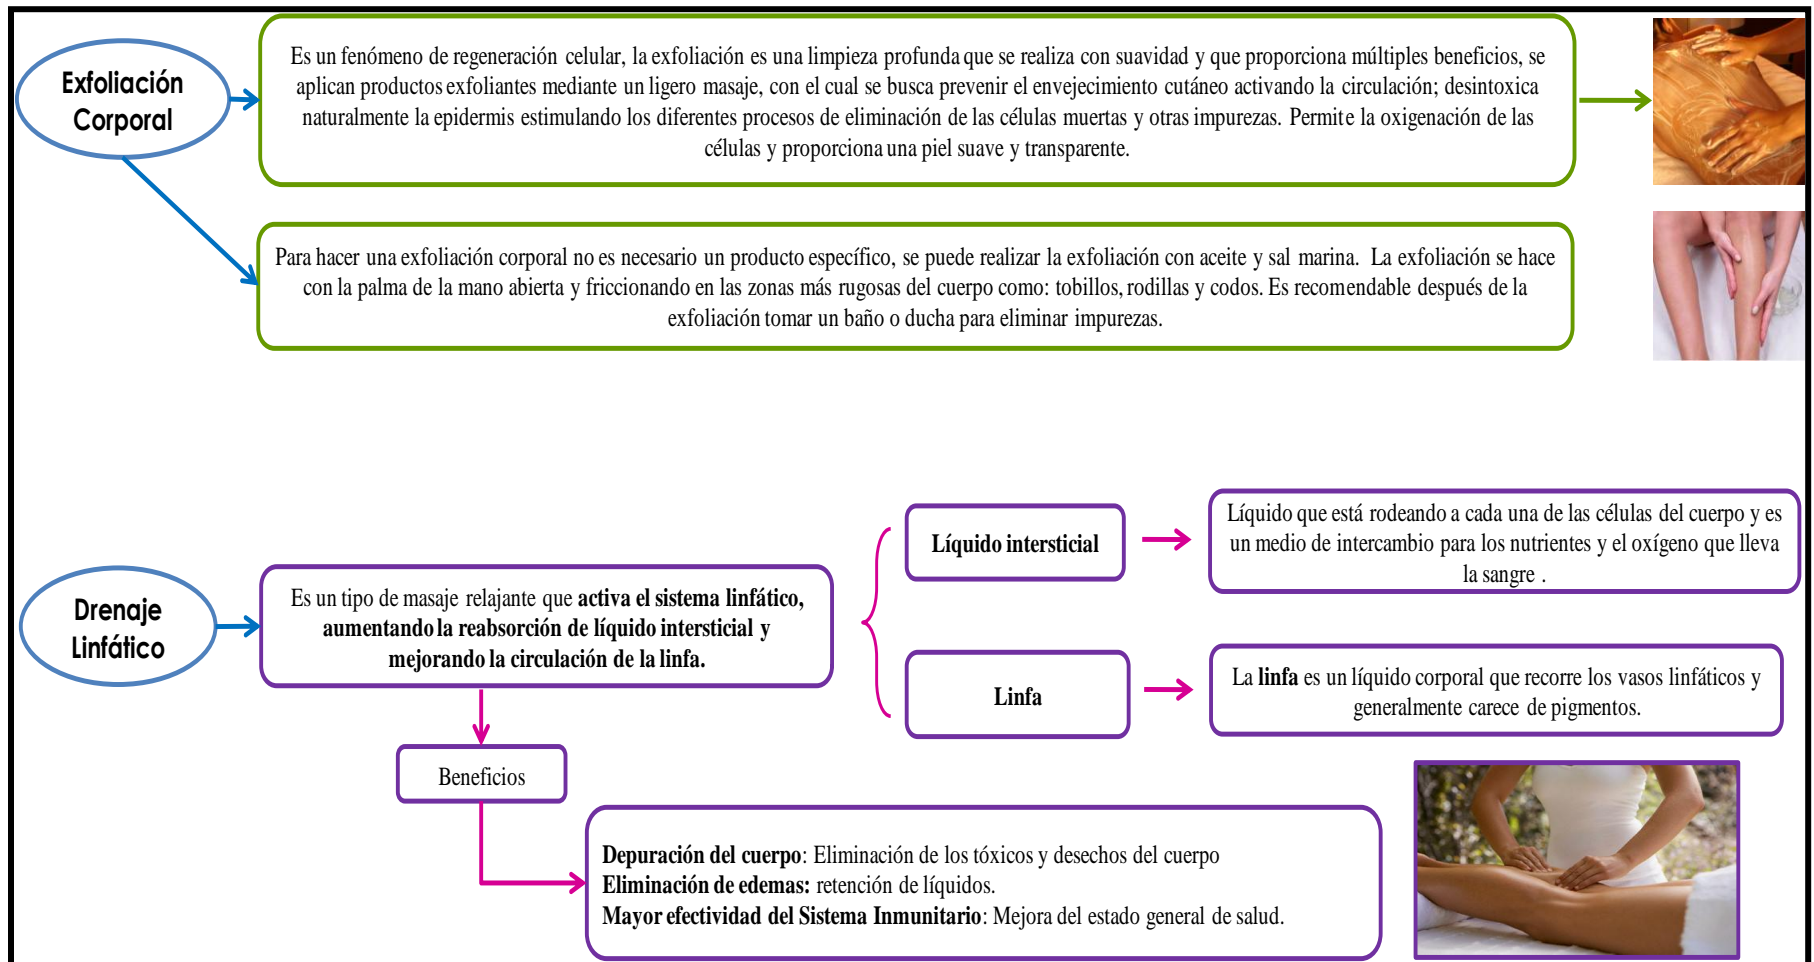 Exfoliación
Corporal
Es un fenómeno de regeneración celular, la exfoliación es una limpieza profunda que se realiza con suavidad y que proporciona múltiples beneficios, se
aplican productos exfoliantes mediante un ligero masaje, con el cual se busca prevenir el envejecimiento cutáneo activando la circulación; desintoxica
naturalmente la epidermis estimulando los diferentes procesos de eliminación de las células muertas y otras impurezas. Permite la oxigenación de las
células y proporciona una piel suave y transparente.
Para hacer una exfoliación corporal no es necesario un producto específico, se puede realizar la exfoliación con aceite y sal marina. La exfoliación se hace
con la palma de la mano abierta y friccionando en las zonas más rugosas del cuerpo como: tobillos, rodillas y codos. Es recomendable después de la
exfoliación tomar un baño o ducha para eliminar impurezas.
Drenaje
Linfático
Es un tipo de masaje relajante que activa el sistema linfático,
aumentando la reabsorción de líquido intersticial y
mejorando la circulación de la linfa.
Líquido intersticial
Líquido que está rodeando a cada una de las células del cuerpo y es
un medio de intercambio para los nutrientes y el oxígeno que lleva
la sangre .
Linfa
La linfa es un líquido corporal que recorre los vasos linfáticos y
generalmente carece de pigmentos.
Beneficios
Depuración del cuerpo: Eliminación de los tóxicos y desechos del cuerpo
Eliminación de edemas: retención de líquidos.
Mayor efectividad del Sistema Inmunitario: Mejora del estado general de salud.